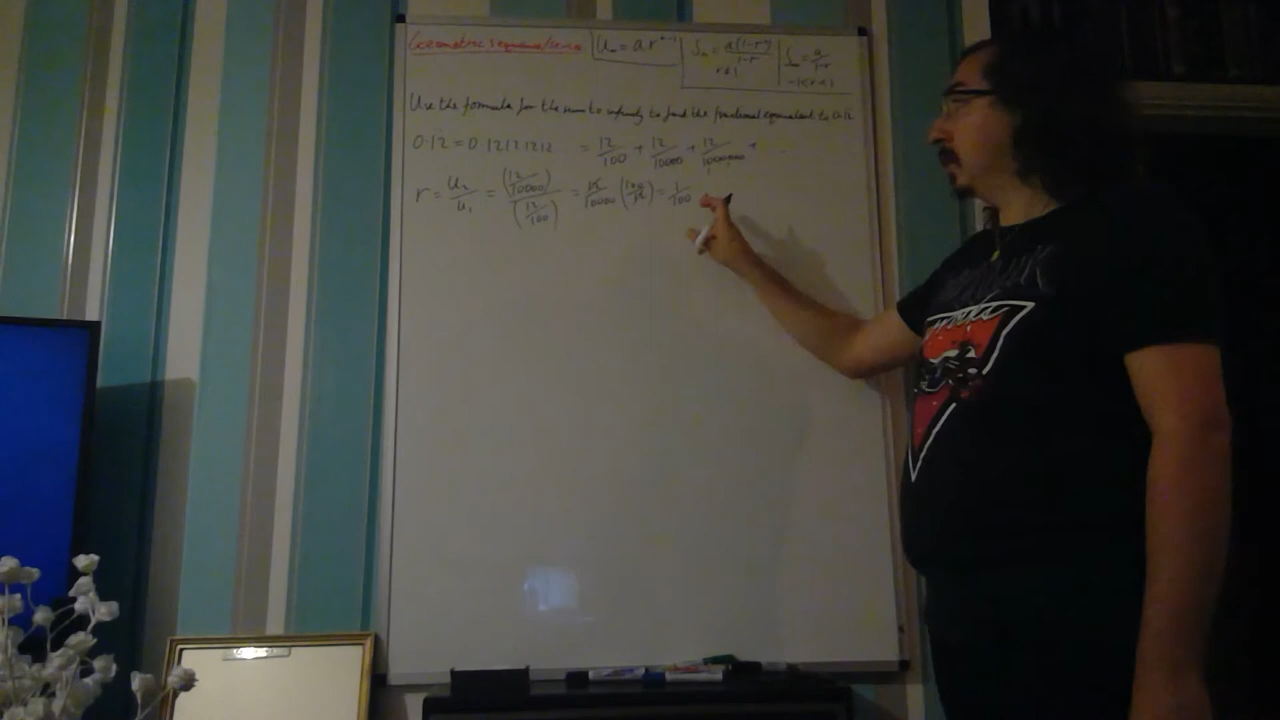 Geometric sequence/series Uₙ = arⁿ⁻¹ Sₙ = a(1-rⁿ)/1-r r≠1 S∞ = a/1-r -1<r<1
Use the formula for the sum to infinity to find the fractional equivalent to 0.12
0.12 = 0.12121212 = 12/100 + 12/10000 + 12/1000000 + ...
r = U₂/U₁ = (12/10000)/(12/100) = 12/10000 (100/12) = 1/100